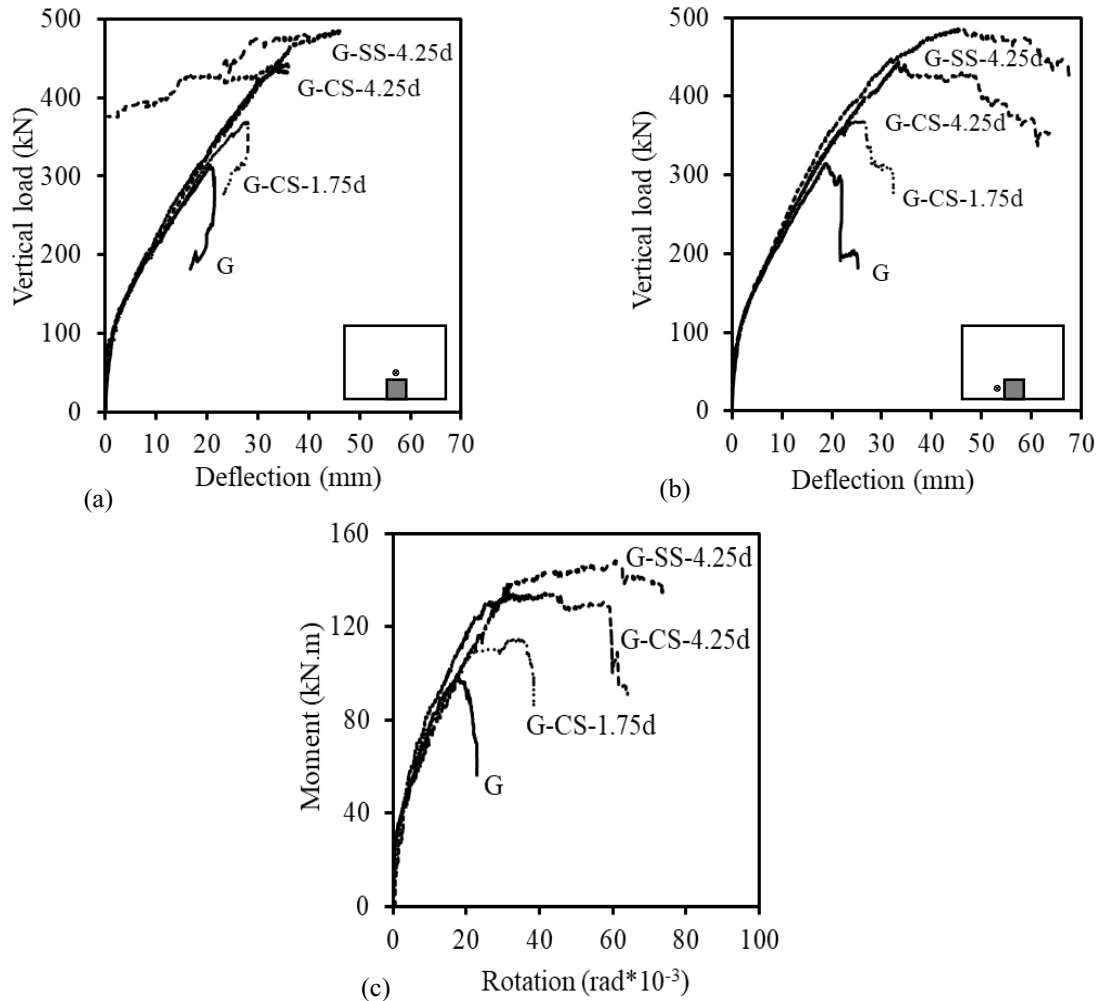 500
400
300
200
100
0
Vertical load (kN)
G-SS-4.25d
G-CS-4.25d
G-CS-1.75d
G
0 10 20 30 40 50 60 70
Deflection (mm)
(a)
500
400
300
200
100
0
Vertical load (kN)
G-SS-4.25d
G-CS-4.25d
G-CS-1.75d
G
0 10 20 30 40 50 60 70
Deflection (mm)
(b)
160
120
80
40
0
Moment (kN.m)
G-SS-4.25d
G-CS-4.25d
G-CS-1.75d
G
0 20 40 60 80 100
Rotation (rad*10⁻³)
(c)